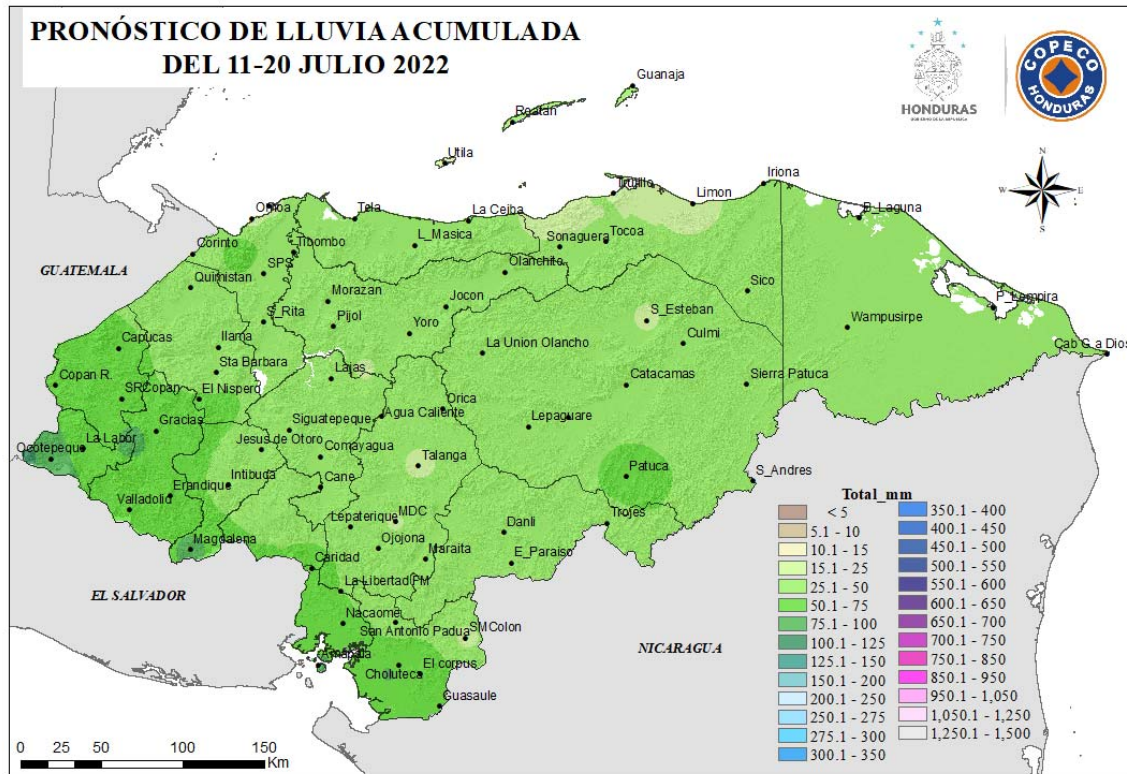 PRONÓSTICO DE LLUVIA ACUMULADA
DEL 11-20 JULIO 2022
HONDURAS
COPECO
HONDURAS
N
W
E
S
Guanaja
Roatan
Utila
Iriona
Trujillo
Limon
Omoa
Tela
La Ceiba
B_Laguna
Corinto
Tibombo
L_Masica
Sonaguera
Tocoa
GUATEMALA
SPS
Olanchito
Quimistan
Sico
P_Lempira
Morazan
Jocon
S_Rita
Pijol
Yoro
S_Esteban
Wampusirpe
Capucas
Ilama
La Union Olancho
Culmi
Cab G. a Dios
Sta Barbara
Lajas
Copan R.
SRCopan
El Nispero
Catacamas
Sierra Patuca
Orica
Gracias
Siguatepeque
Agua Caliente
Lepaguare
La Labor
Jesus de Otoro
Ocotepeque
Comayagua
Talanga
Erandique
Intibuca
Cane
Patuca
S_Andres
Valladolid
Lepaterique
MDC
Danli
Trojes
Magdalena
Ojojona
Maraita
E_Paraiso
Caridad
La Libertad FM
EL SALVADOR
Nacaome
San Antonio Padua
SMColon
NICARAGUA
Amapala
Choluteca
El corpus
Guasaule
Total_mm
< 5
5.1 - 10
10.1 - 15
15.1 - 25
25.1 - 50
50.1 - 75
75.1 - 100
100.1 - 125
125.1 - 150
150.1 - 200
200.1 - 250
250.1 - 275
275.1 - 300
300.1 - 350
350.1 - 400
400.1 - 450
450.1 - 500
500.1 - 550
550.1 - 600
600.1 - 650
650.1 - 700
700.1 - 750
750.1 - 850
850.1 - 950
950.1 - 1,050
1,050.1 - 1,250
1,250.1 - 1,500
0 25 50 100 150
Km